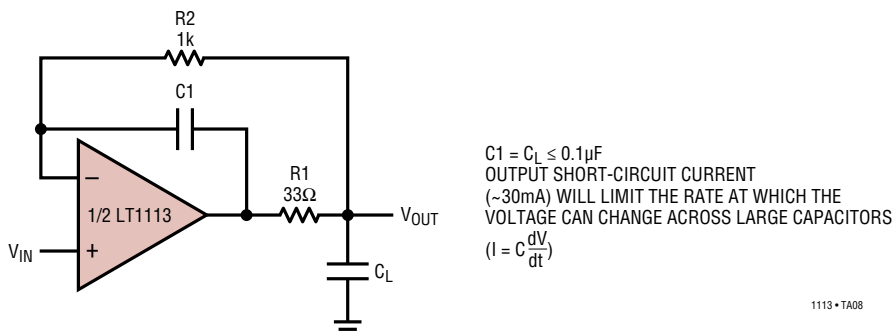 R2
1k
C1
R1
33Ω
−
1/2 LT1113
+
VIN
VOUT
CL
C1 = CL ≤ 0.1µF
OUTPUT SHORT-CIRCUIT CURRENT
(~30mA) WILL LIMIT THE RATE AT WHICH THE
VOLTAGE CAN CHANGE ACROSS LARGE CAPACITORS
(I = C dV/dt)
1113 • TA08